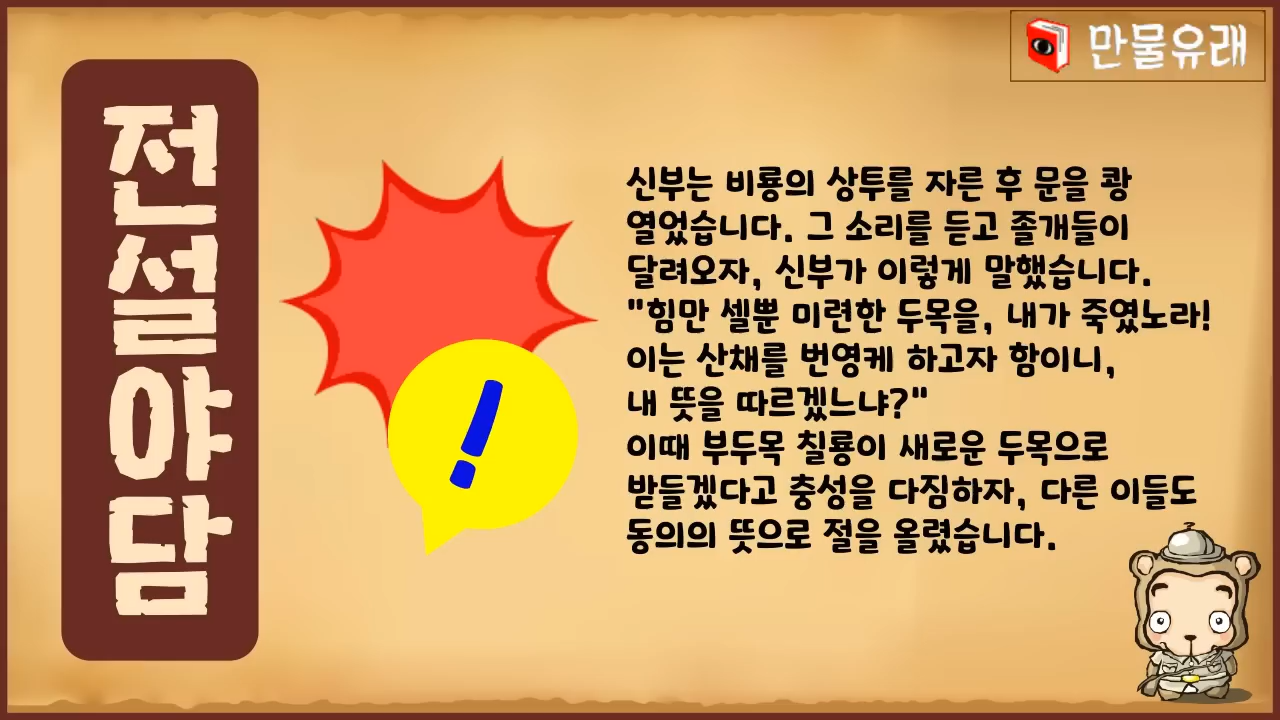 만물유래
전설야담
신부는 비룡의 상투를 자른 후 문을 쾅
열었습니다. 그 소리를 듣고 졸개들이
달려오자, 신부가 이렇게 말했습니다.
"힘만 셀뿐 미련한 두목을, 내가 죽였노라!
이는 산채를 번영케 하고자 함이니,
내 뜻을 따르겠느냐?"
이때 부두목 칠룡이 새로운 두목으로
받들겠다고 충성을 다짐하자, 다른 이들도
동의의 뜻으로 절을 올렸습니다.
!